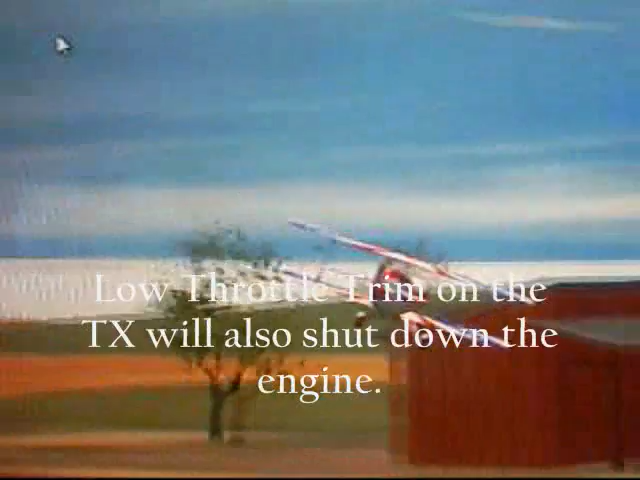 Low Throttle Trim on the
TX will also shut down the
engine.